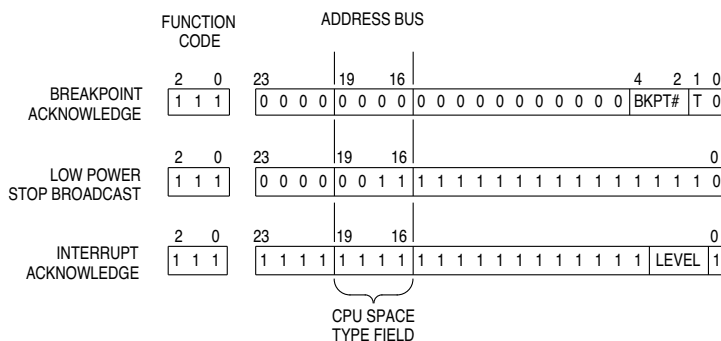 FUNCTION CODE ADDRESS BUS
2 0 23 19 16 4 2 1 0
BREAKPOINT ACKNOWLEDGE 1 1 1 0 0 0 0 0 0 0 0 0 0 0 0 0 0 0 0 0 0 0 BKPT# T 0
2 0 23 19 16 0
LOW POWER STOP BROADCAST 1 1 1 0 0 0 0 0 0 1 1 1 1 1 1 1 1 1 1 1 1 1 1 1 1 1 0
2 0 23 19 16 0
INTERRUPT ACKNOWLEDGE 1 1 1 1 1 1 1 1 1 1 1 1 1 1 1 1 1 1 1 1 1 1 1 LEVEL 1
CPU SPACE
TYPE FIELD